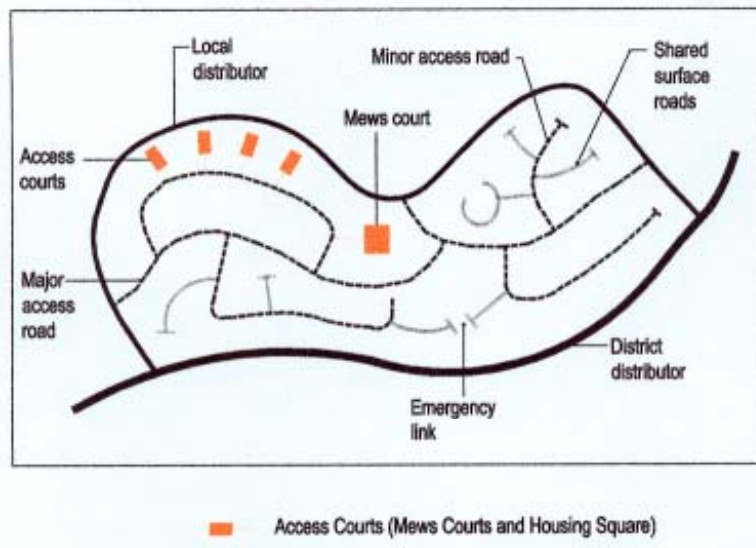 Local
distributor
Minor access road
Shared
surface
roads
Mews court
Access
courts
Major
access
road
District
distributor
Emergency
link
Access Courts (Mews Courts and Housing Square)